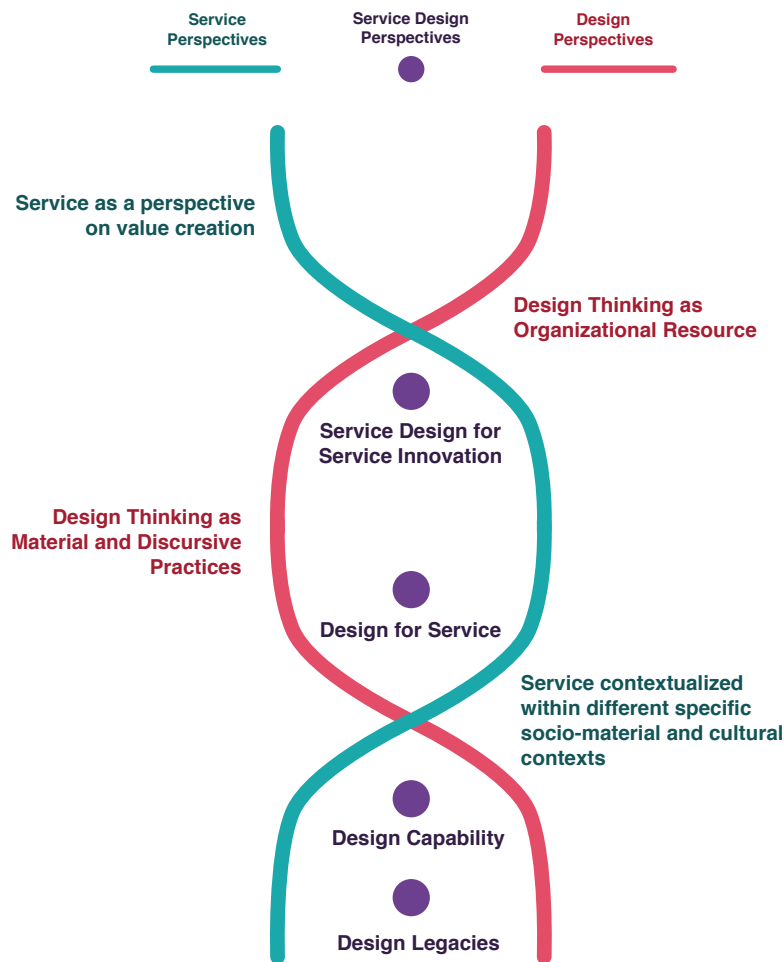 Service
Perspectives
Service Design
Perspectives
Design
Perspectives
Service as a perspective
on value creation
Design Thinking as
Organizational Resource
Service Design for
Service Innovation
Design Thinking as
Material and Discursive
Practices
Design for Service
Service contextualized
within different specific
socio-material and cultural
contexts
Design Capability
Design Legacies